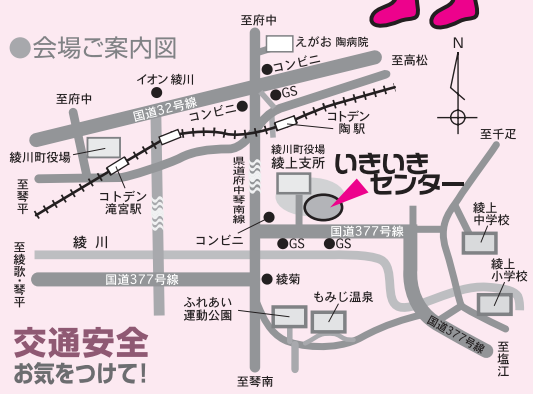 至府中
●会場ご案内図
えがお 陶病院
N
コンビニ
至高松
イオン綾川
GS
至府中
国道32号線
コンビニ
コトデン
陶 駅
至千疋
綾川町役場
綾川町役場
綾上支所
いきいき
センター
県道府中琴南線
至琴平
コトデン
滝宮駅
綾上
中学校
コンビニ
国道377号線
綾 川
GS
GS
至綾歌・琴平
国道377号線
綾菊
綾上
小学校
ふれあい
運動公園
もみじ温泉
国道377号線
交通安全
お気をつけて!
至塩江
至琴南